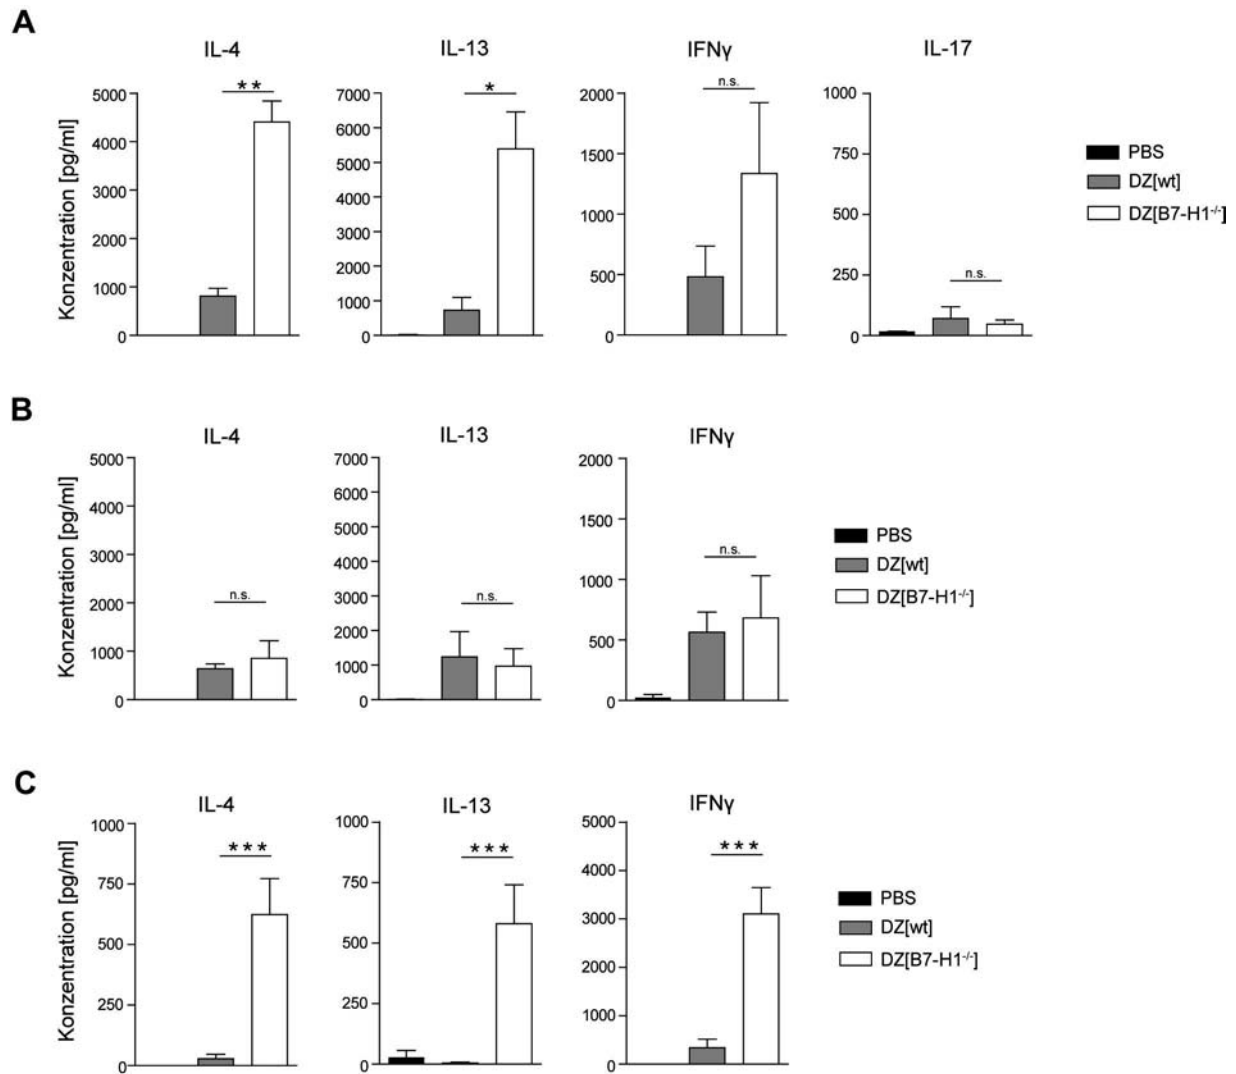 A
IL-4
IL-13
IFNγ
IL-17
Konzentration [pg/ml]
5000
4000
3000
2000
1000
0
**
7000
6000
5000
4000
3000
2000
1000
0
*
2000
1500
1000
500
0
n.s.
1000
750
500
250
0
n.s.
PBS
DZ[wt]
DZ[B7-H1-/-]
B
IL-4
IL-13
IFNγ
Konzentration [pg/ml]
5000
4000
3000
2000
1000
0
n.s.
7000
6000
5000
4000
3000
2000
1000
0
n.s.
2000
1500
1000
500
0
n.s.
PBS
DZ[wt]
DZ[B7-H1-/-]
C
IL-4
IL-13
IFNγ
Konzentration [pg/ml]
1000
750
500
250
0
***
1000
750
500
250
0
***
5000
4000
3000
2000
1000
0
***
PBS
DZ[wt]
DZ[B7-H1-/-]